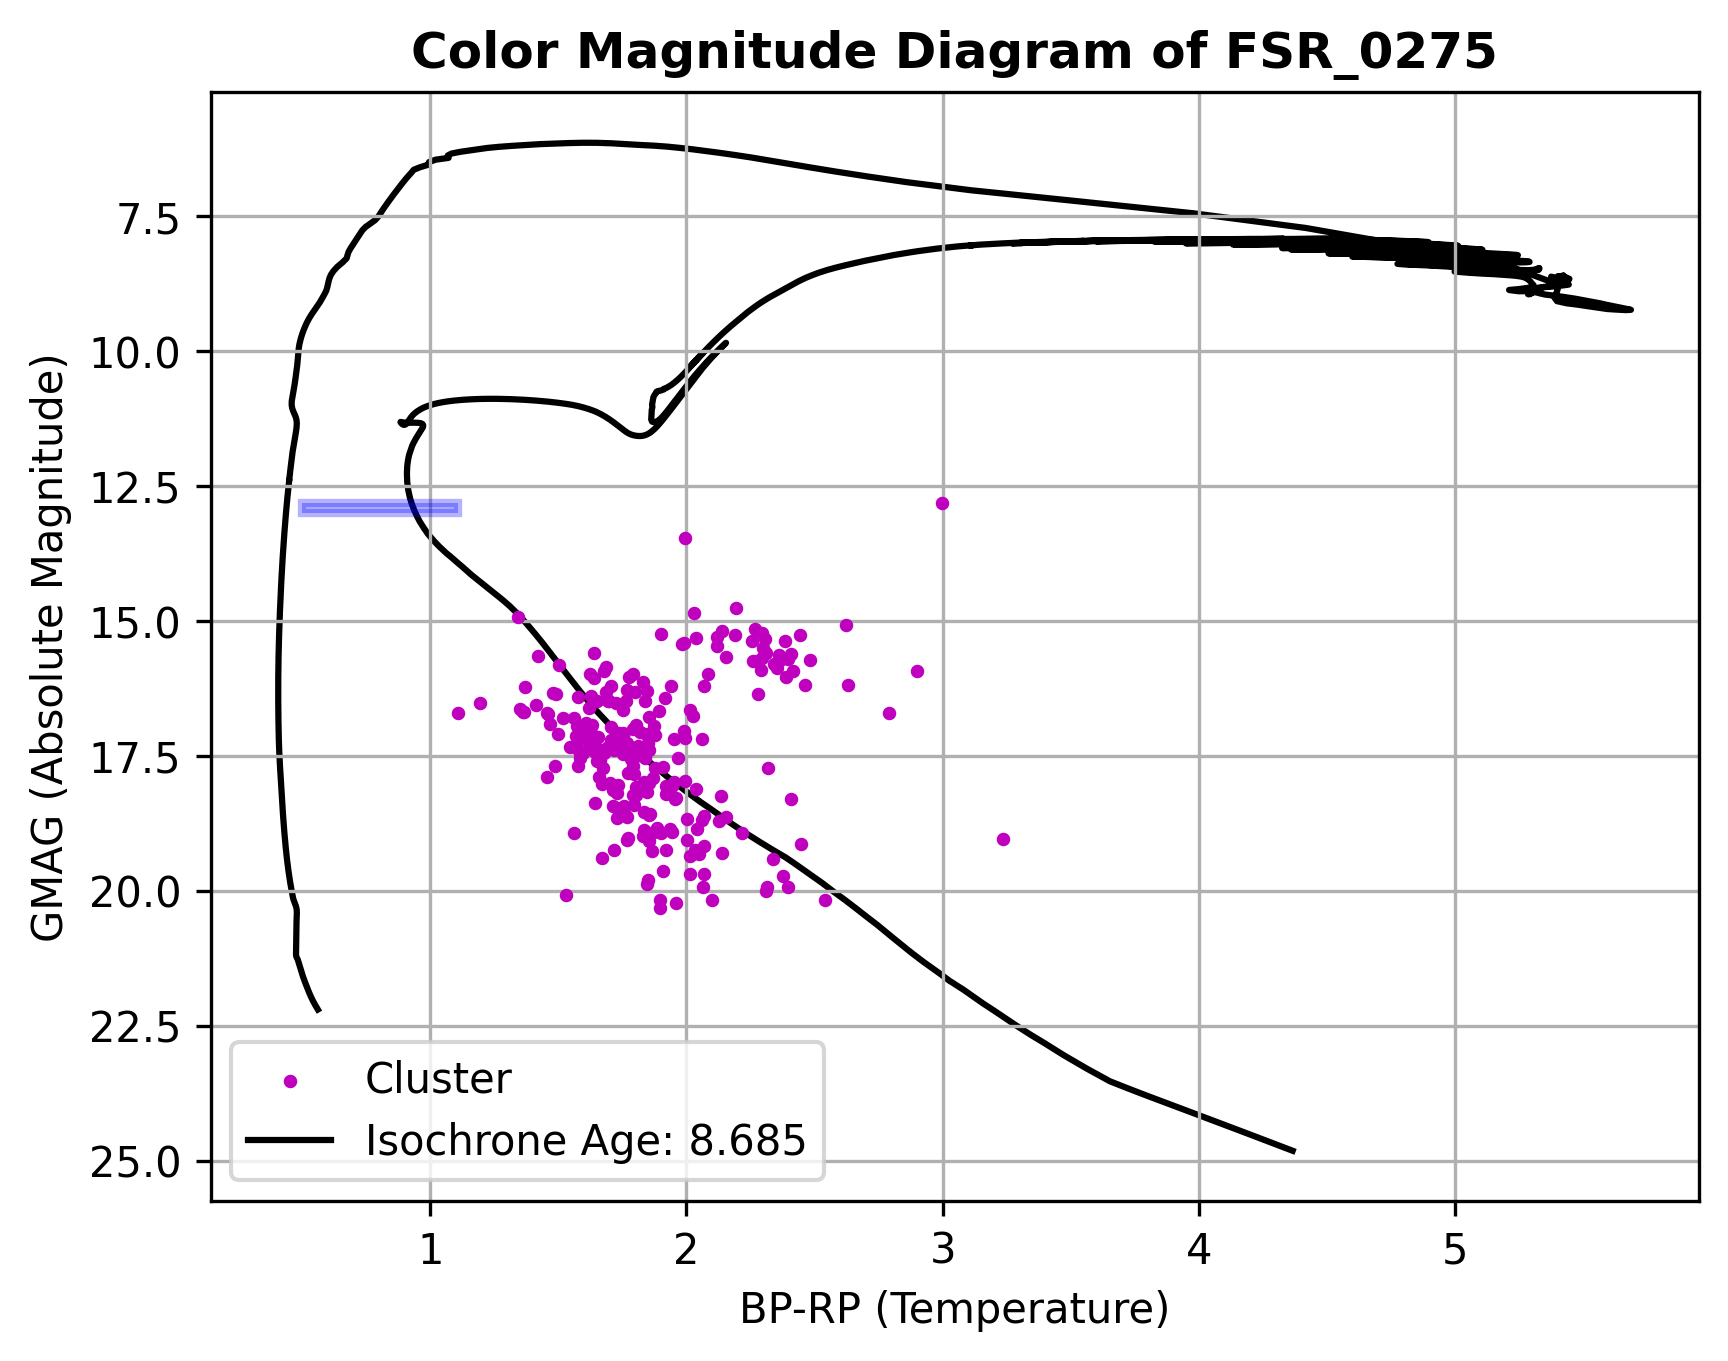 Color Magnitude Diagram of FSR_0275
GMAG (Absolute Magnitude)
7.5
10.0
12.5
15.0
17.5
20.0
22.5
25.0
Cluster
Isochrone Age: 8.685
1 2 3 4 5
BP-RP (Temperature)